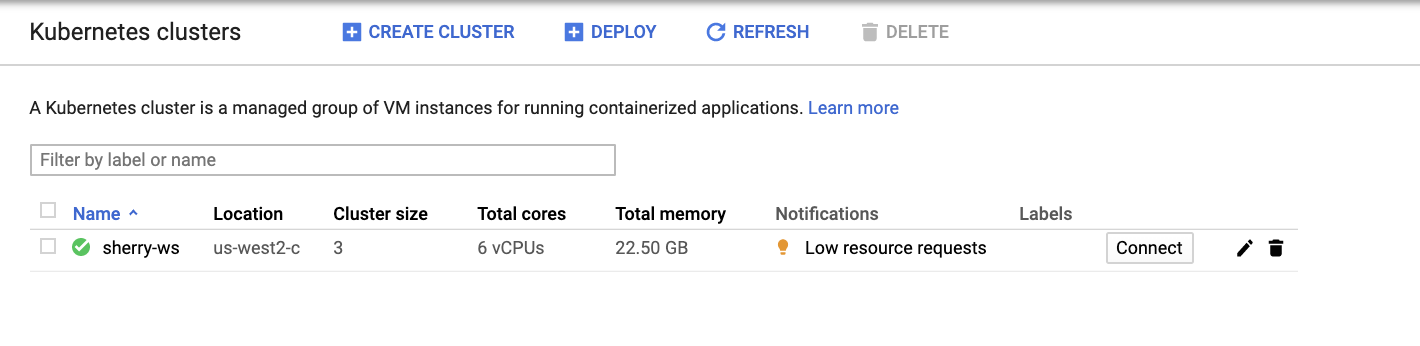 Kubernetes clusters CREATE CLUSTER DEPLOY REFRESH DELETE
A Kubernetes cluster is a managed group of VM instances for running containerized applications. Learn more
Filter by label or name
Name Location Cluster size Total cores Total memory Notifications Labels
sherry-ws us-west2-c 3 6 vCPUs 22.50 GB Low resource requests Connect